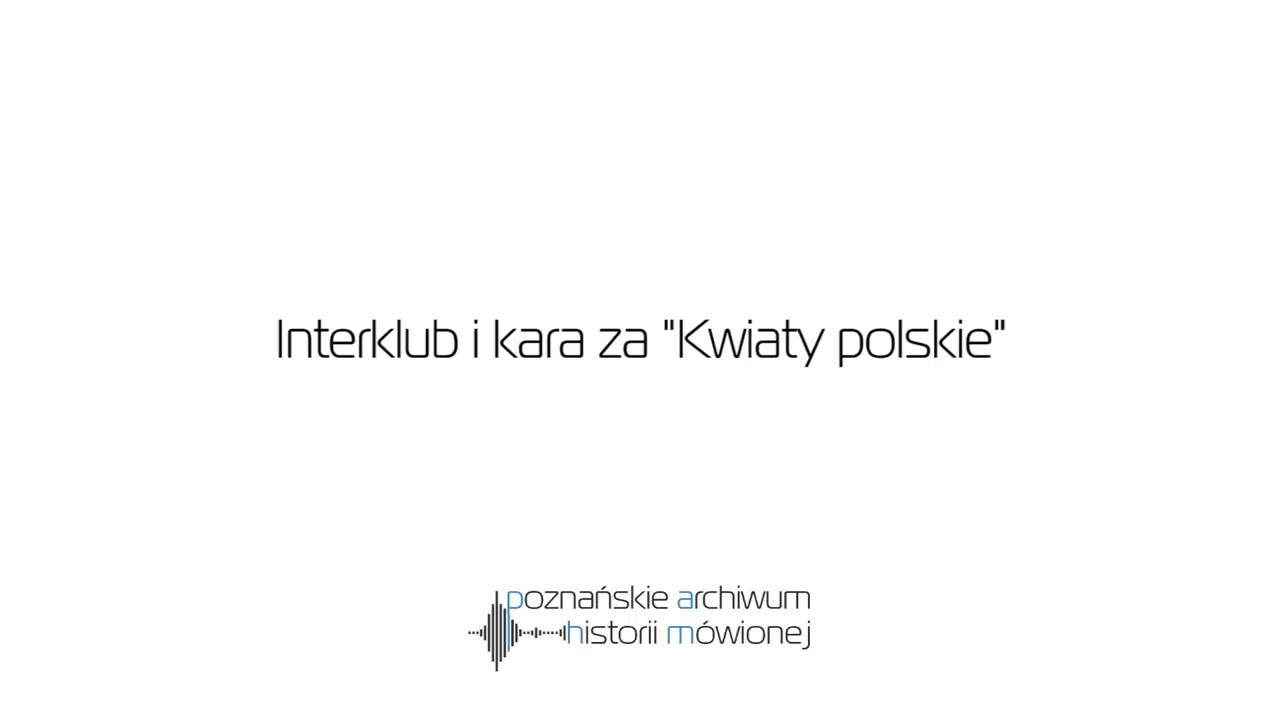 Interklub i kara za "Kwiaty polskie"
poznańskie archiwum
historii mówionej